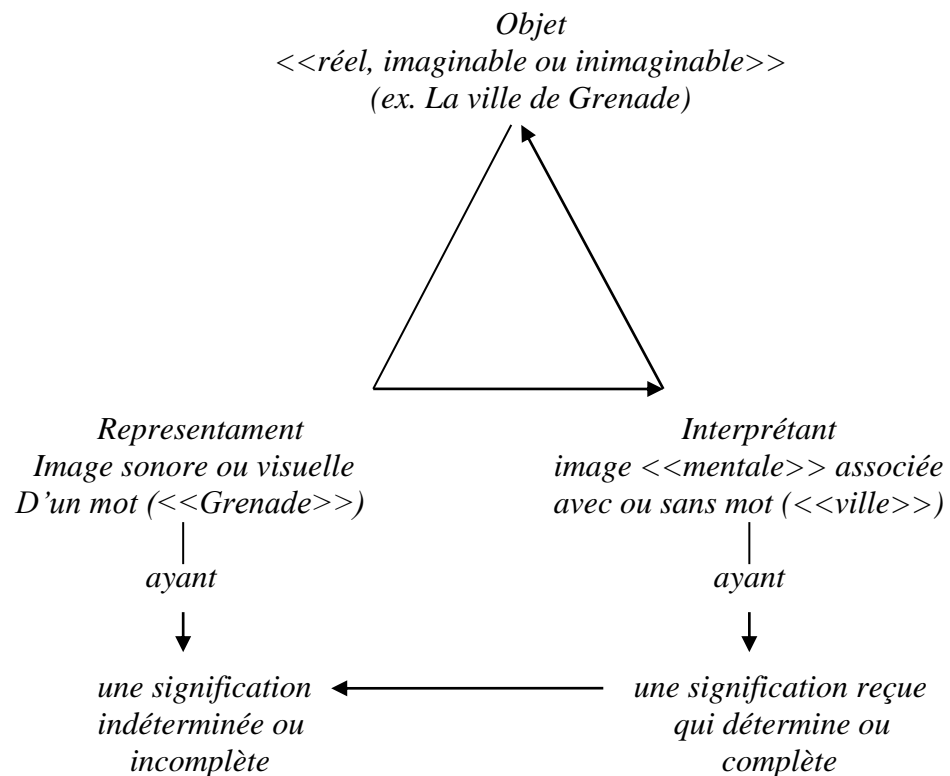 Objet
<<réel, imaginable ou inimaginable>>
(ex. La ville de Grenade)
Representament
Image sonore ou visuelle
D’un mot (<<Grenade>>)
ayant
une signification
indéterminée ou
incomplète
Interprétant
image <<mentale>> associée
avec ou sans mot (<<ville>>)
ayant
une signification reçue
qui détermine ou
complète